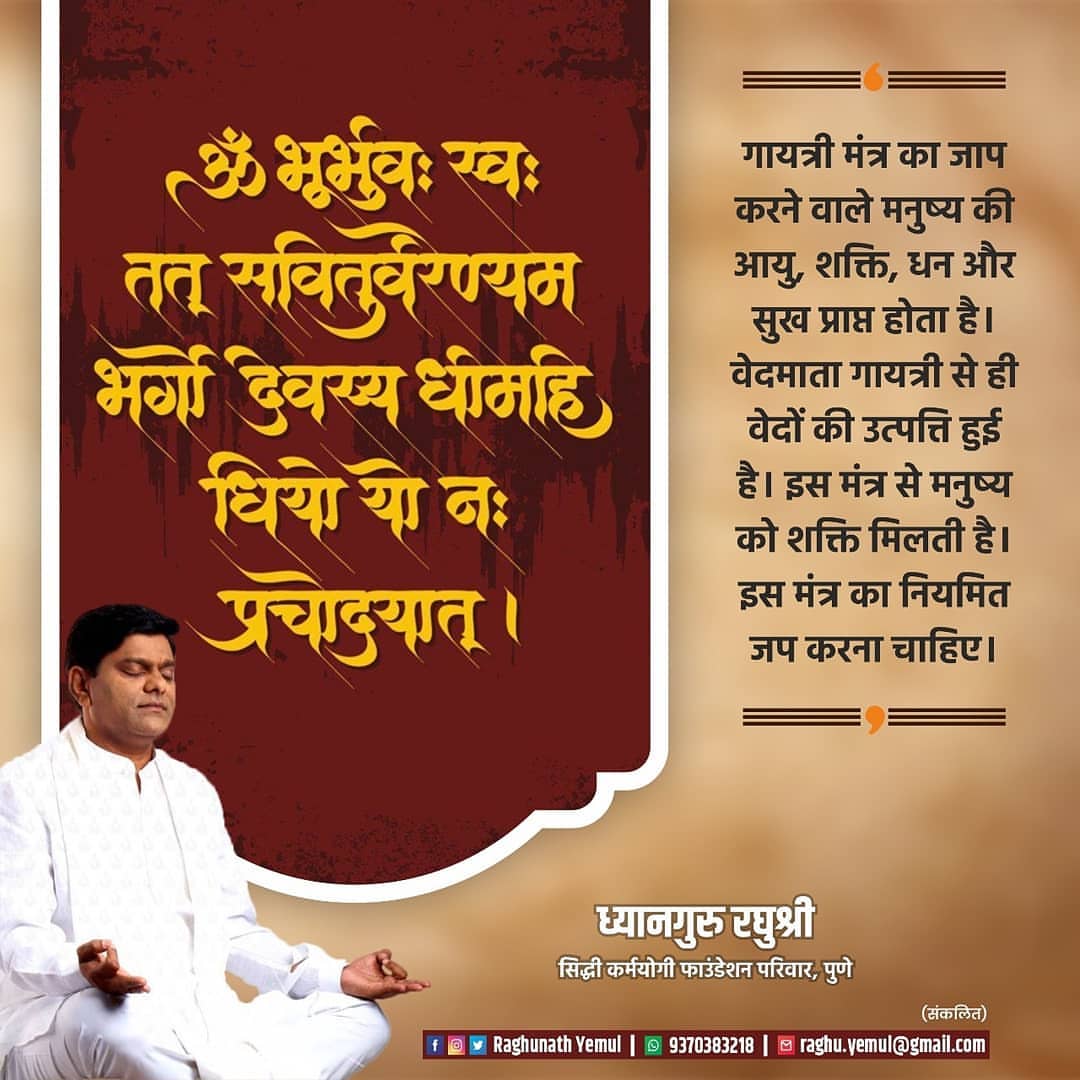 ॐ भूर्भुवः स्वः
तत् सवितुर्वरेण्यम
भर्गो देवस्य धीमहि
धियो यो नः
प्रचोदयात् ।
गायत्री मंत्र का जाप
करने वाले मनुष्य की
आयु, शक्ति, धन और
सुख प्राप्त होता है।
वेदमाता गायत्री से ही
वेदों की उत्पत्ति हुई
है। इस मंत्र से मनुष्य
को शक्ति मिलती है।
इस मंत्र का नियमित
जप करना चाहिए।
ध्यानगुरु रघुश्री
सिद्धी कर्मयोगी फाउंडेशन परिवार, पुणे
(संकलित)
Raghunath Yemul | 9370383218 | raghu.yemul@gmail.com